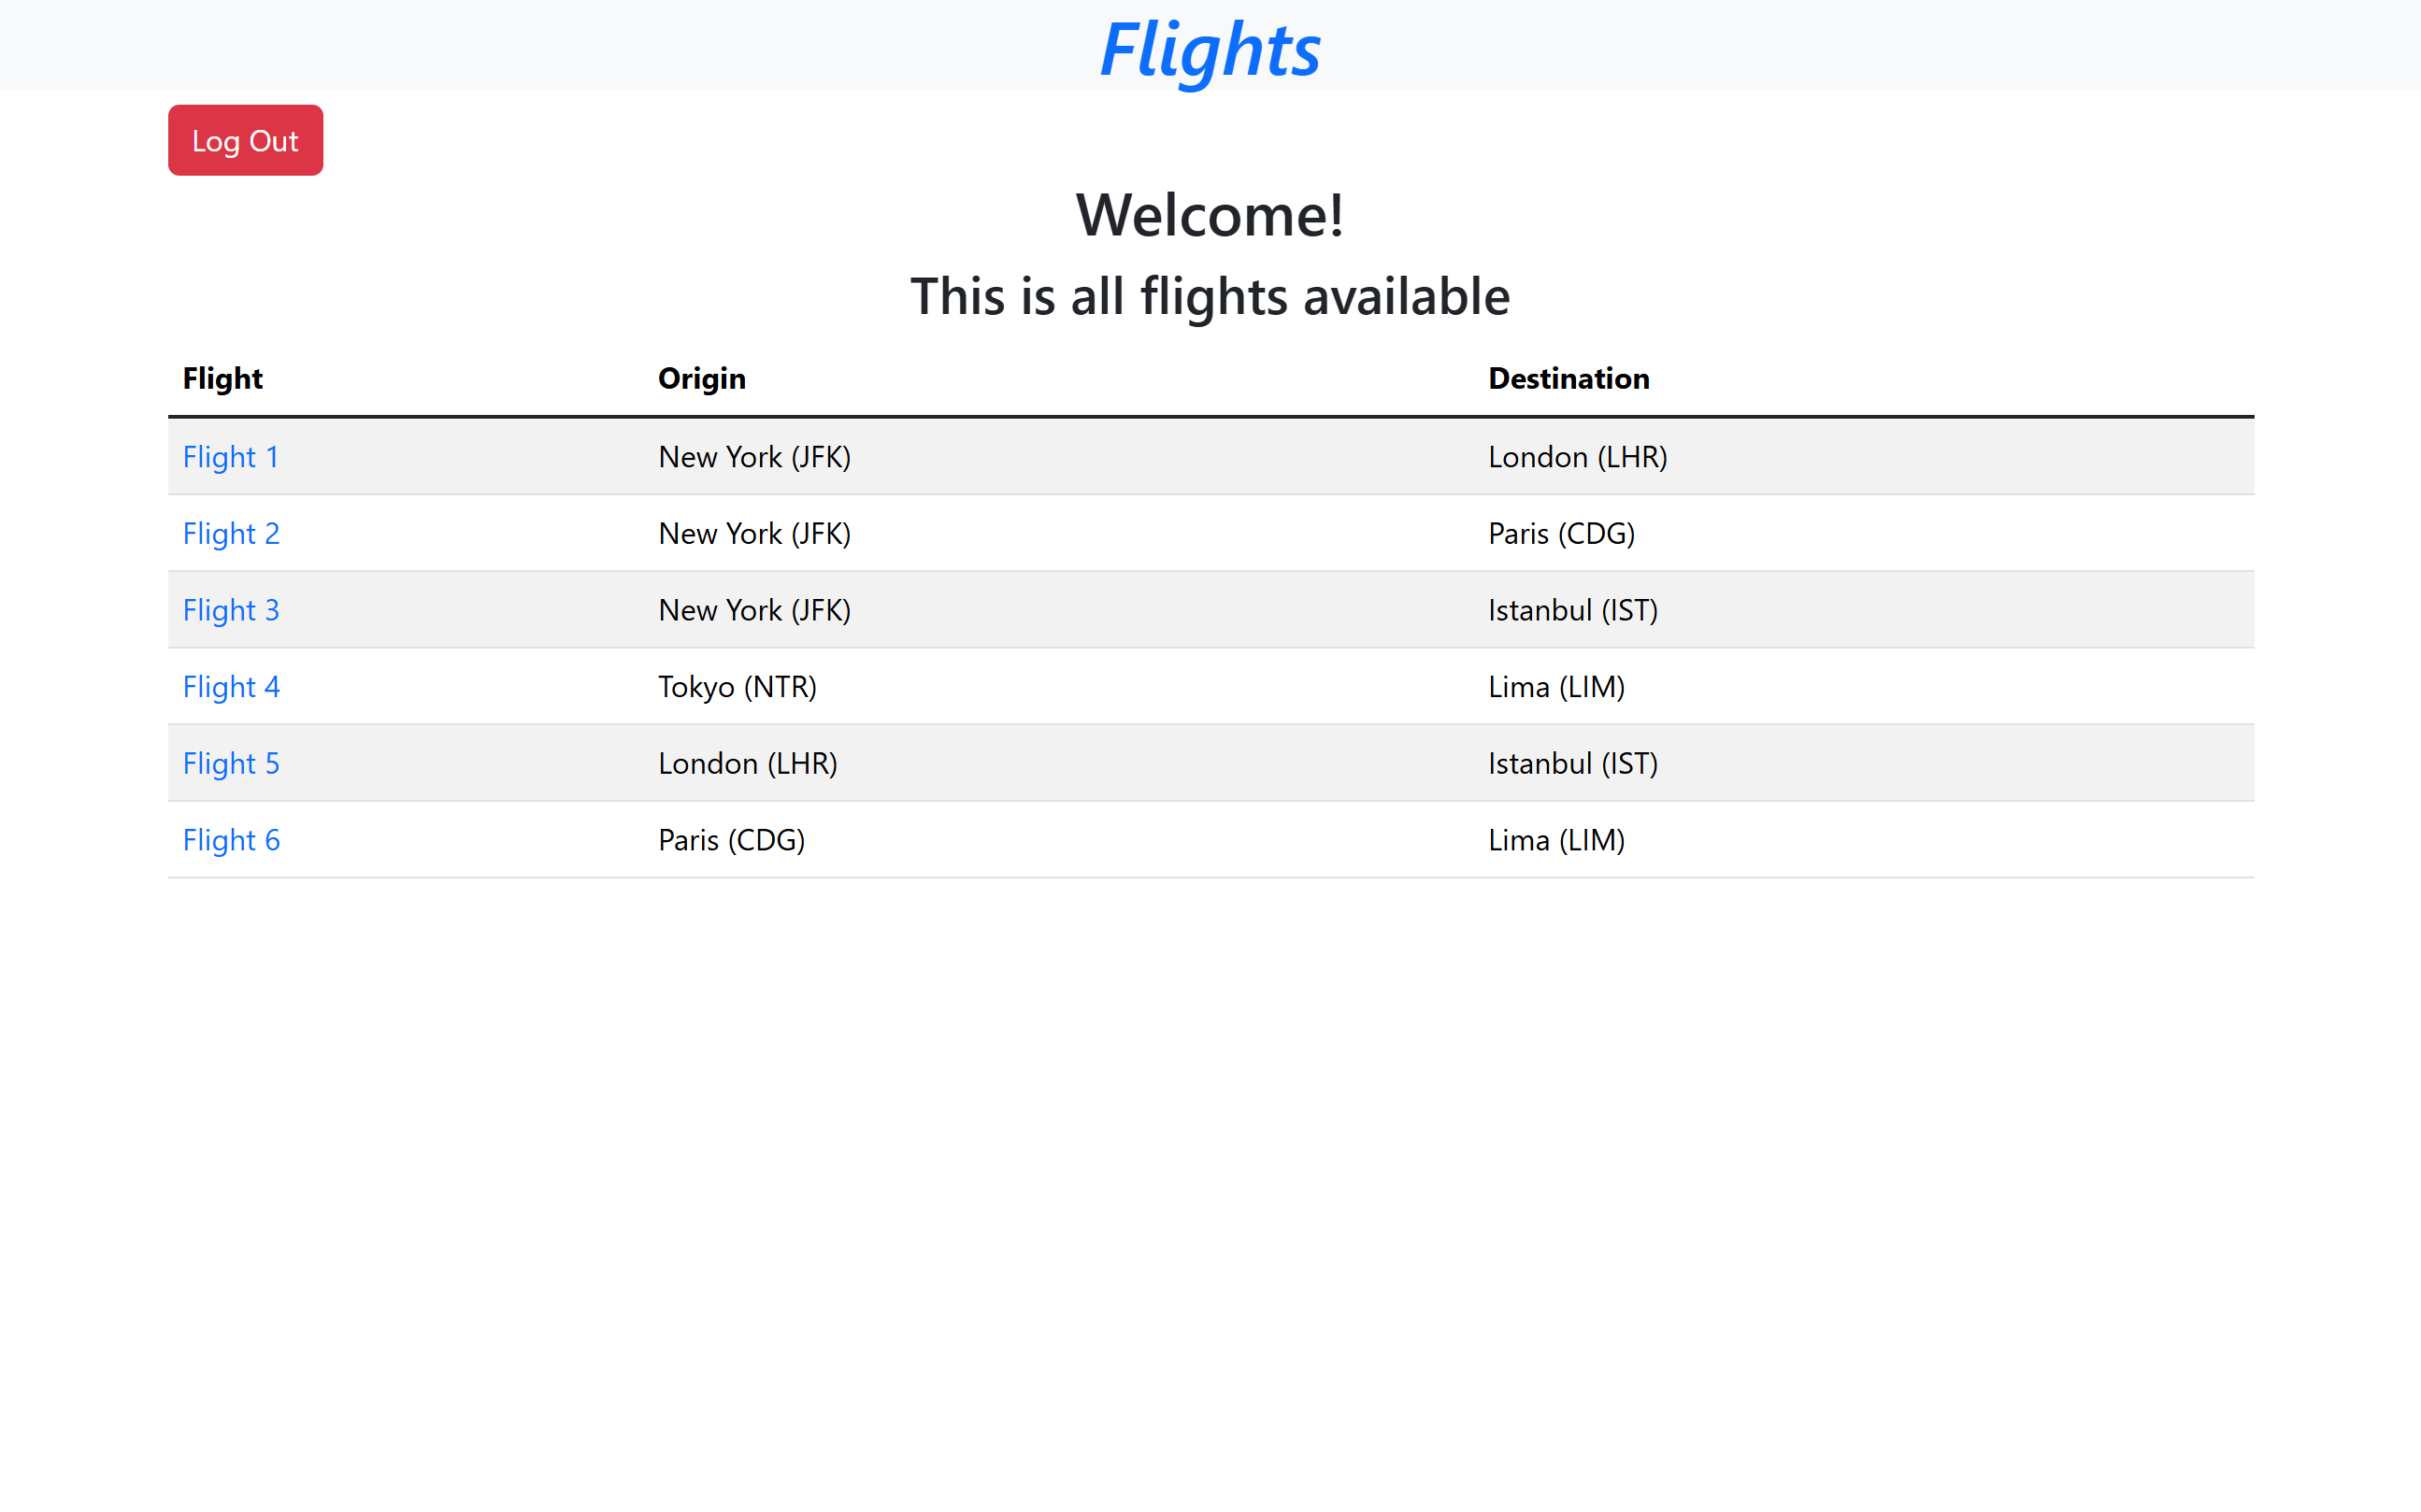 Flights
Log Out
Welcome!
This is all flights available
Flight Origin Destination
Flight 1 New York (JFK) London (LHR)
Flight 2 New York (JFK) Paris (CDG)
Flight 3 New York (JFK) Istanbul (IST)
Flight 4 Tokyo (NTR) Lima (LIM)
Flight 5 London (LHR) Istanbul (IST)
Flight 6 Paris (CDG) Lima (LIM)